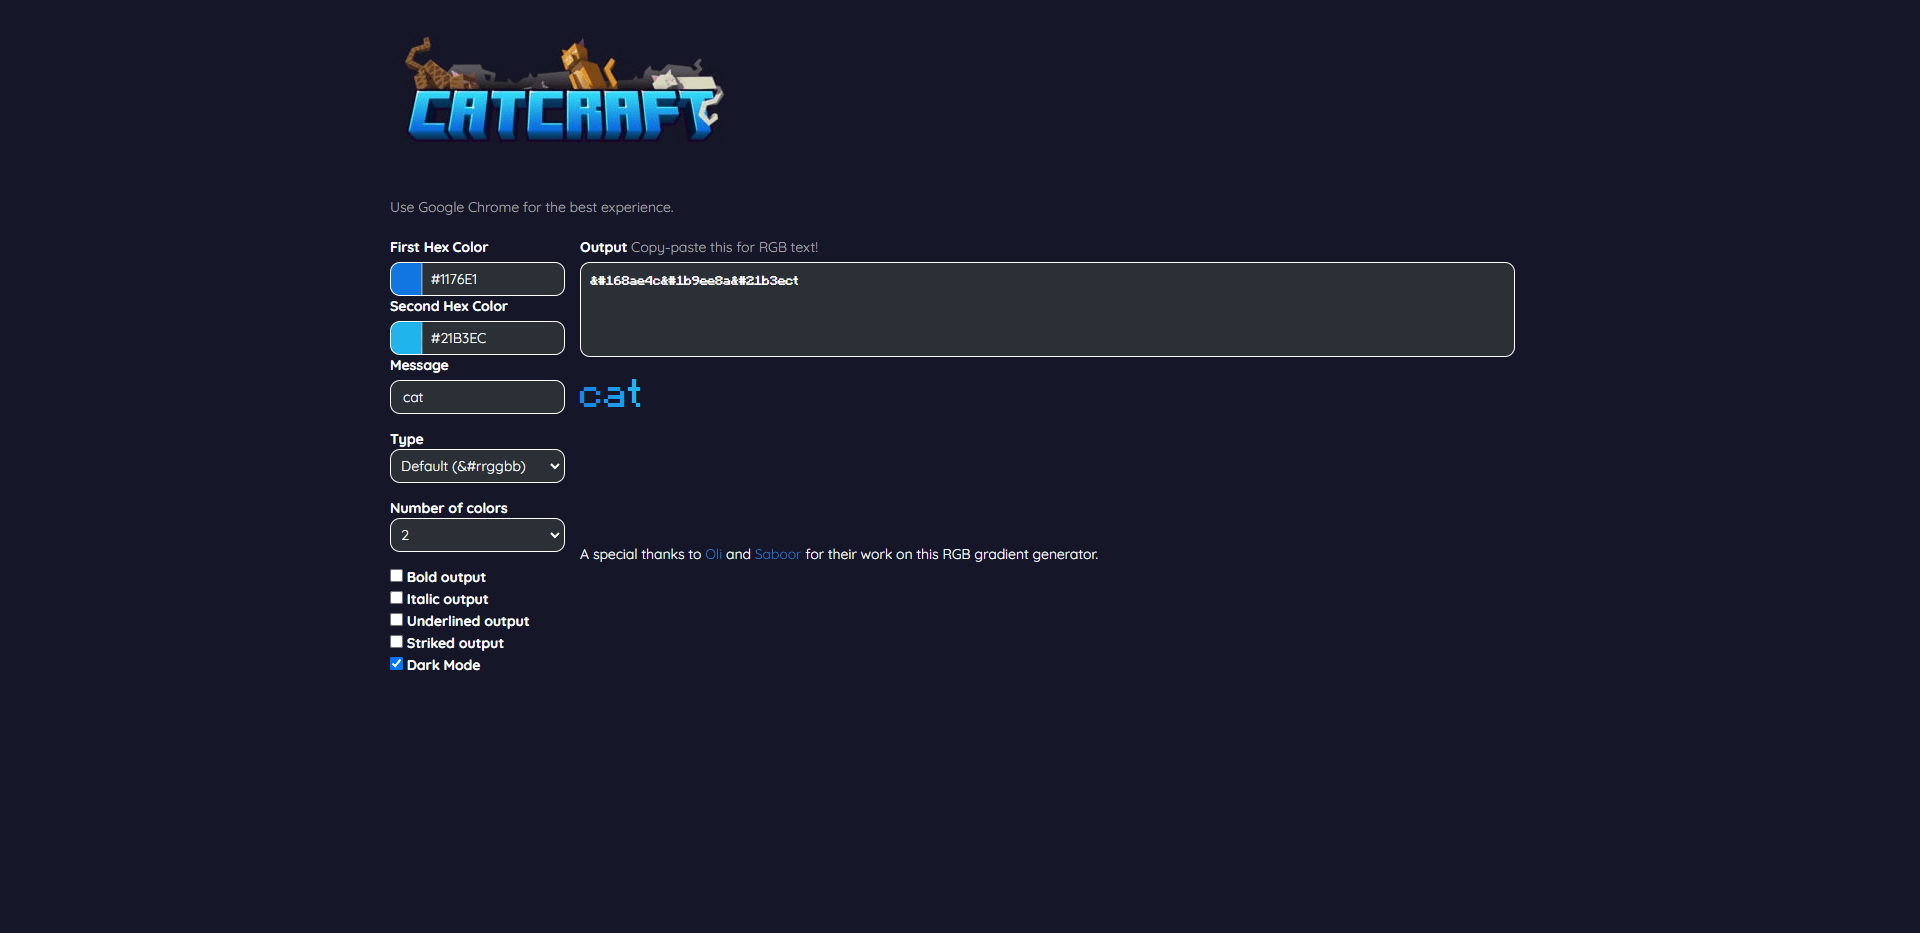 CATCRAFT
Use Google Chrome for the best experience.
First Hex Color
#1176E1
Second Hex Color
#21B3EC
Message
cat
Type
Default (&#rrggbb)
Number of colors
2
Bold output
Italic output
Underlined output
Striked output
Dark Mode
Output Copy-paste this for RGB text!
&#168ae4c&#1b9ee8a&#21b3ect
cat
A special thanks to Oli and Saboor for their work on this RGB gradient generator.